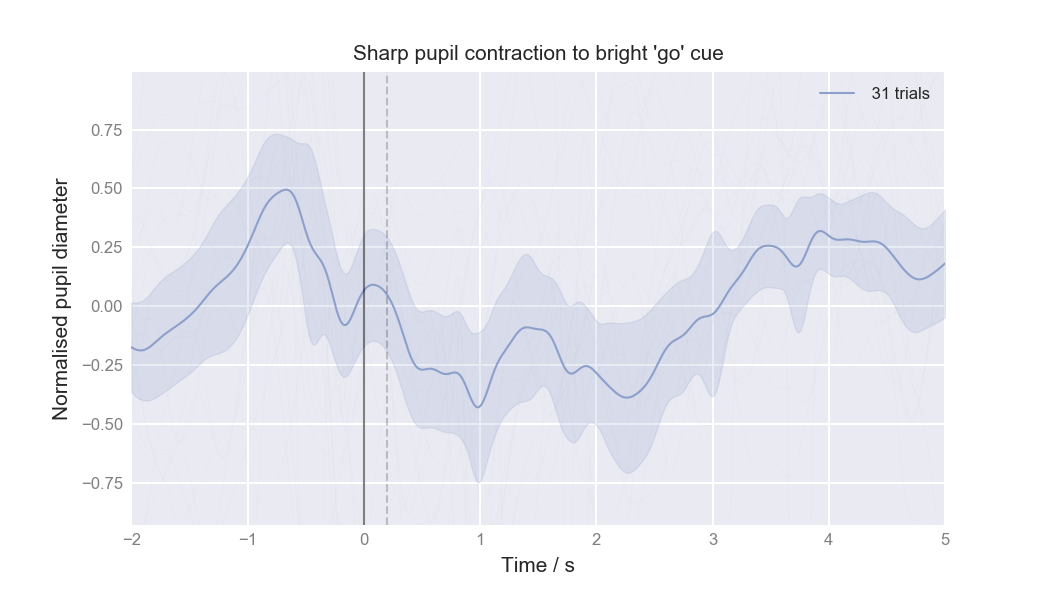 Sharp pupil contraction to bright 'go' cue
31 trials
Normalised pupil diameter
0.75
0.50
0.25
0.00
−0.25
−0.50
−0.75
−2 −1 0 1 2 3 4 5
Time / s